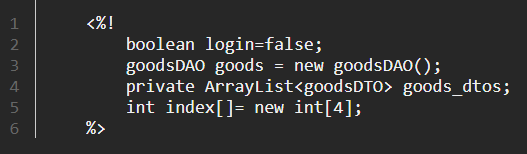 1 <%!
2 boolean login=false;
3 goodsDAO goods = new goodsDAO();
4 private ArrayList<goodsDTO> goods_dtos;
5 int index[]= new int[4];
6 %>